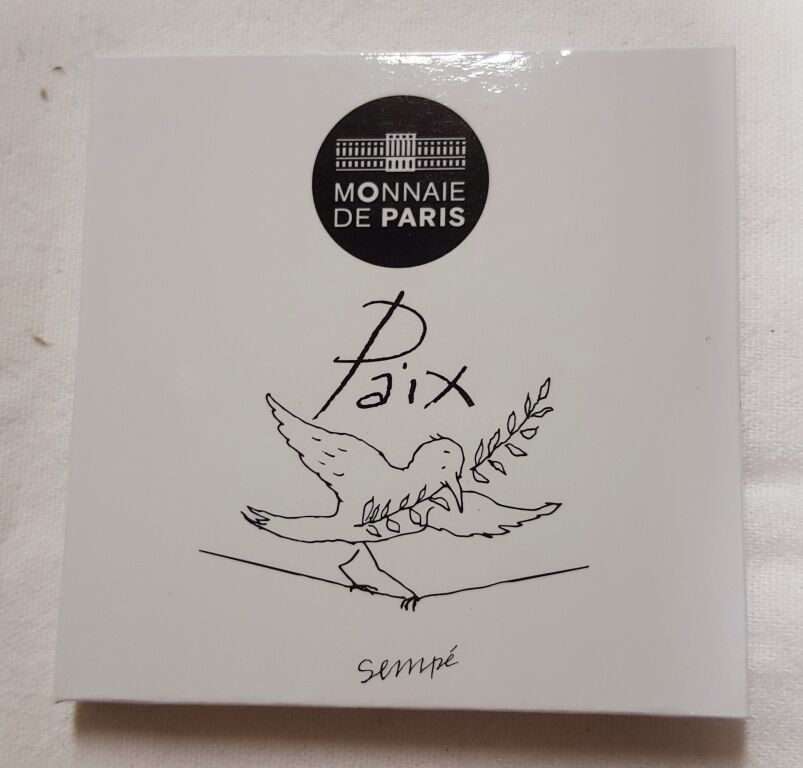 MONNAIE
DE PARIS
Paix
sempé